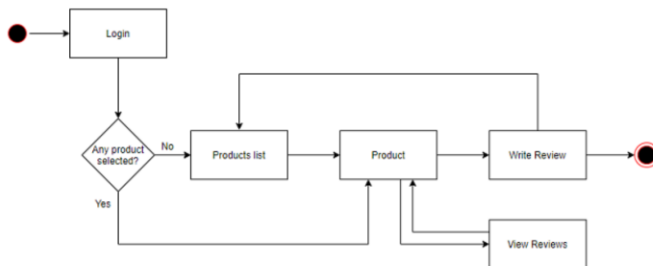 Login
Any product
selected?
No
Products list
Product
Write Review
Yes
View Reviews